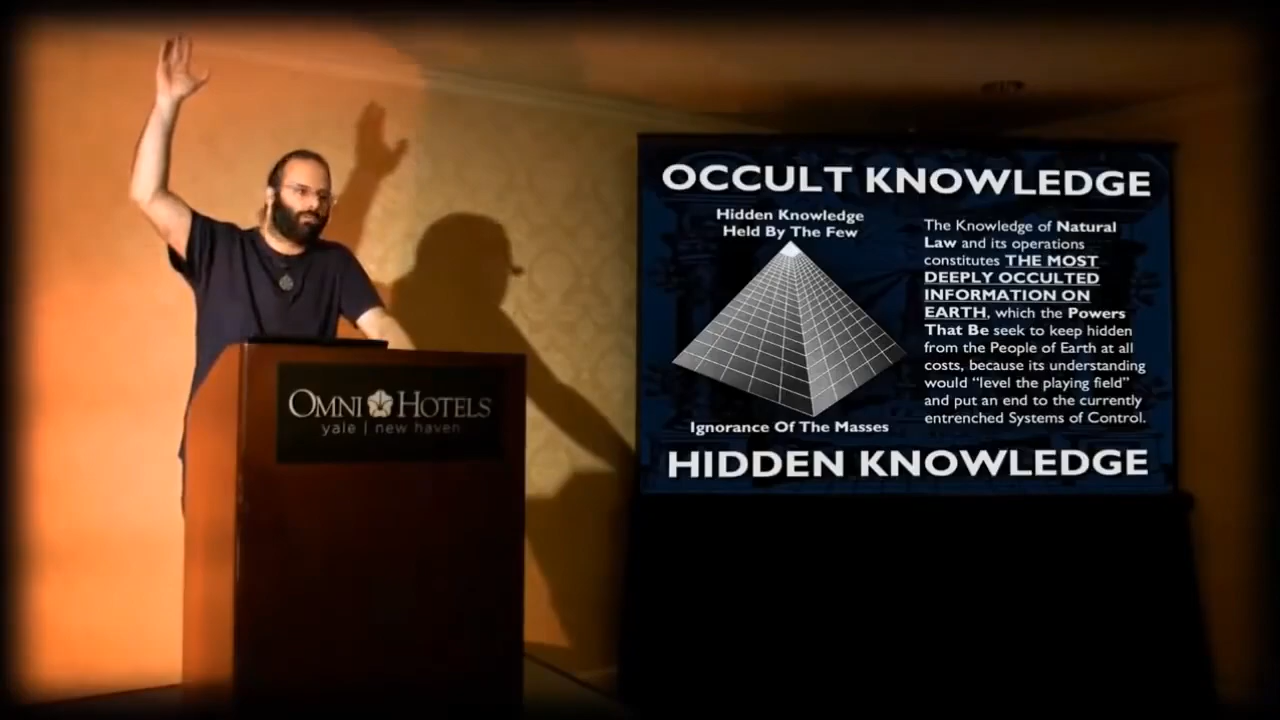 OMNI HOTELS
yale | new haven
OCCULT KNOWLEDGE
Hidden Knowledge
Held By The Few
Ignorance Of The Masses
The Knowledge of Natural
Law and its operations
constitutes THE MOST
DEEPLY OCCULTED
INFORMATION ON
EARTH, which the Powers
That Be seek to keep hidden
from the People of Earth at all
costs, because its understanding
would “level the playing field”
and put an end to the currently
entrenched Systems of Control.
HIDDEN KNOWLEDGE